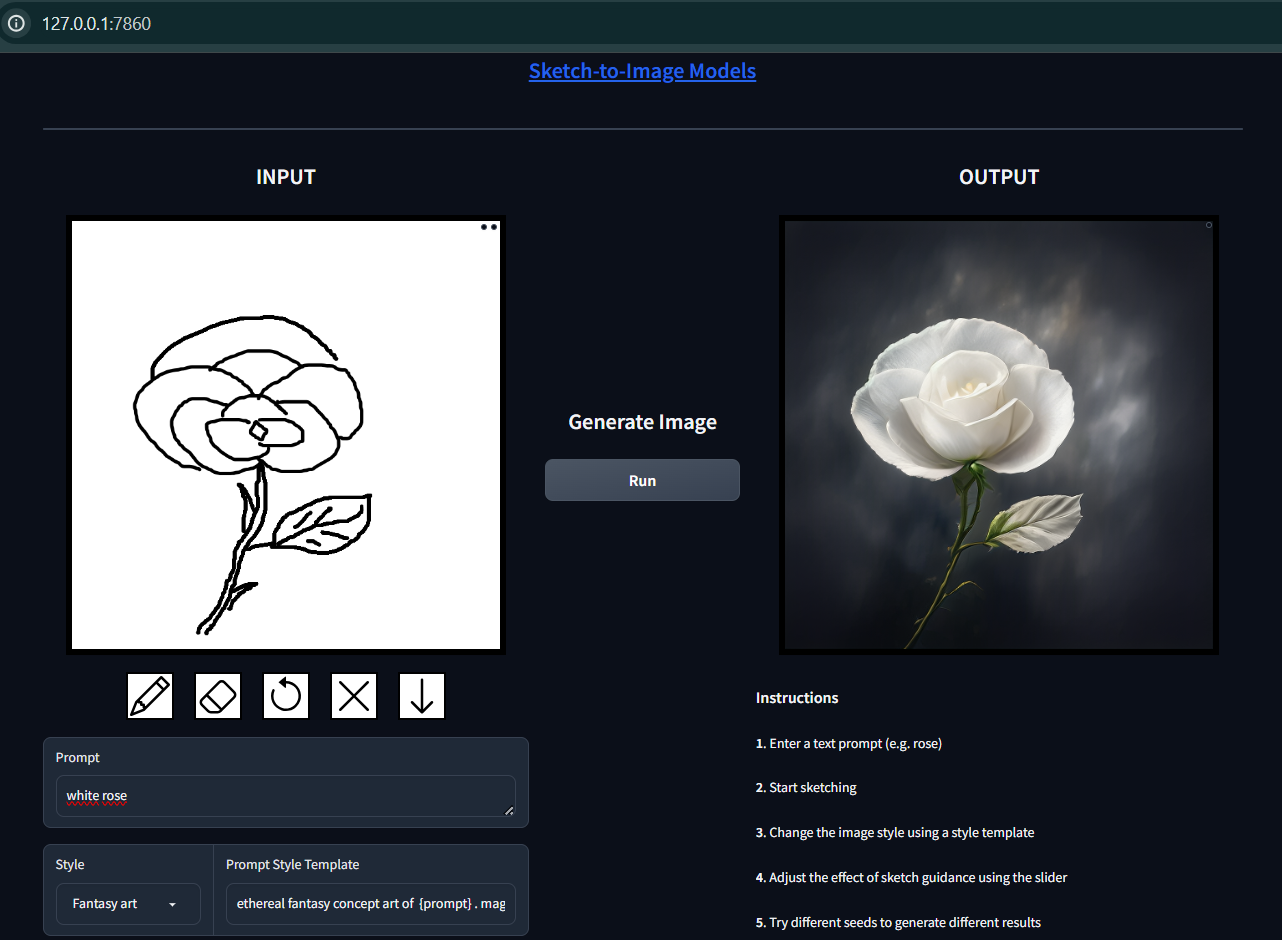 127.0.0.1:7860
Sketch-to-Image Models
INPUT
OUTPUT
Generate Image
Run
Prompt
white rose
Style
Fantasy art
Prompt Style Template
ethereal fantasy concept art of {prompt} . mag
Instructions
1. Enter a text prompt (e.g. rose)
2. Start sketching
3. Change the image style using a style template
4. Adjust the effect of sketch guidance using the slider
5. Try different seeds to generate different results